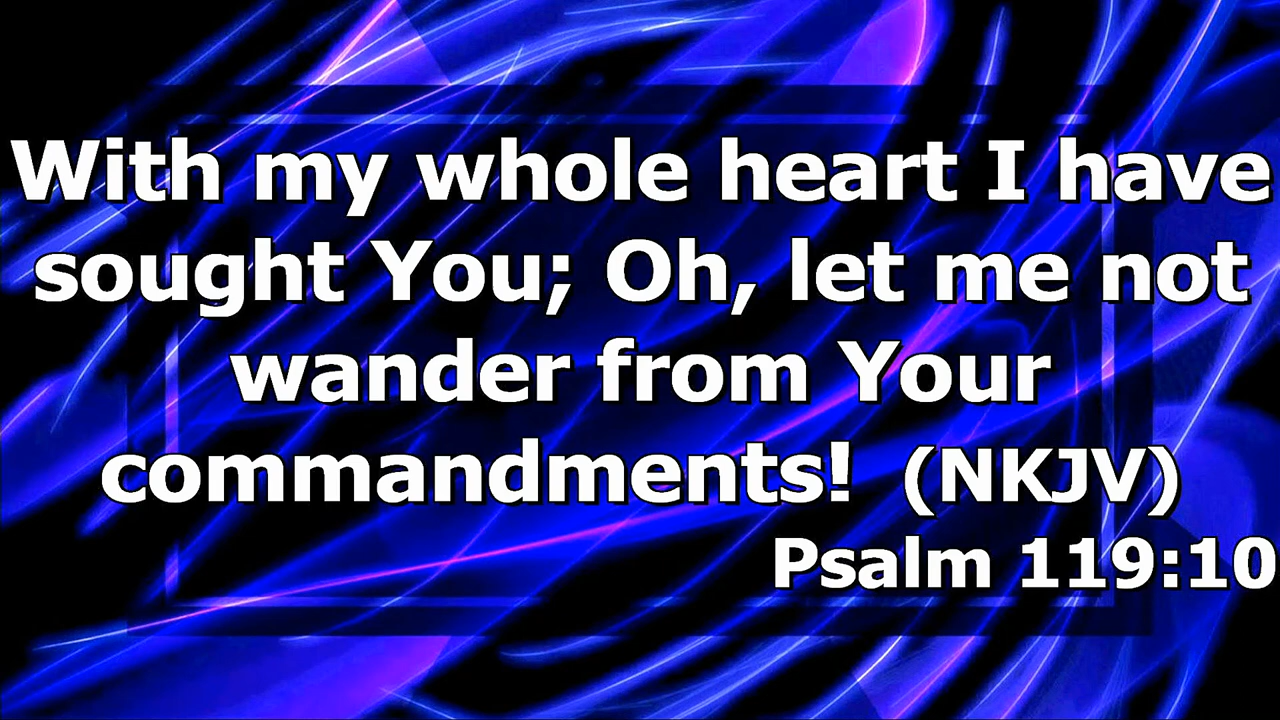 With my whole heart I have
sought You; Oh, let me not
wander from Your
commandments! (NKJV)
Psalm 119:10